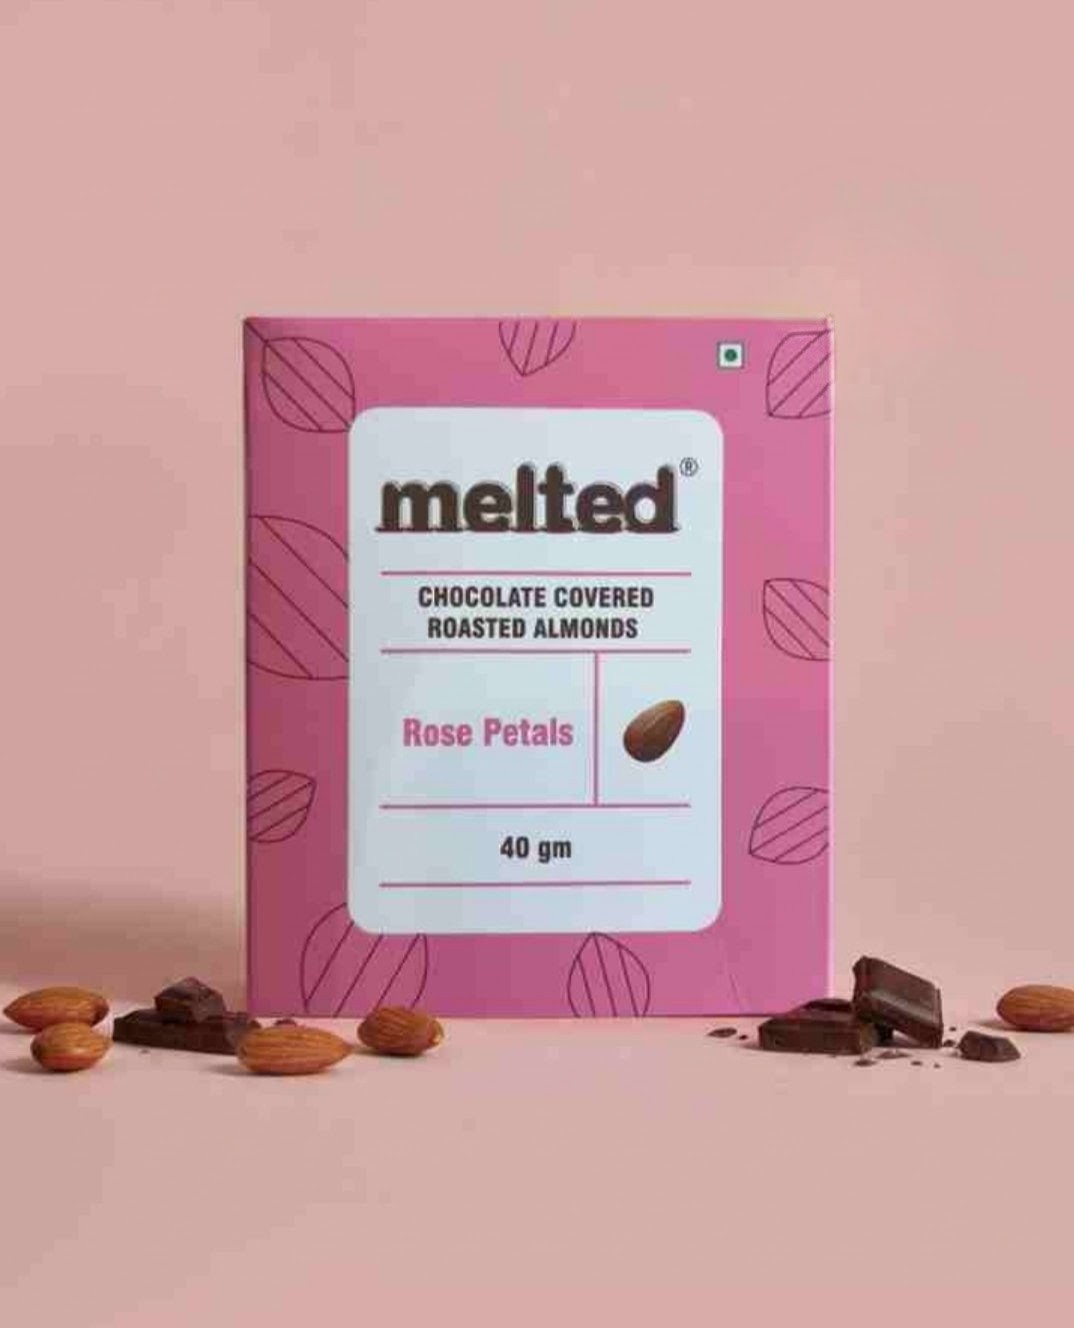 melted®
CHOCOLATE COVERED
ROASTED ALMONDS
Rose Petals
40 gm